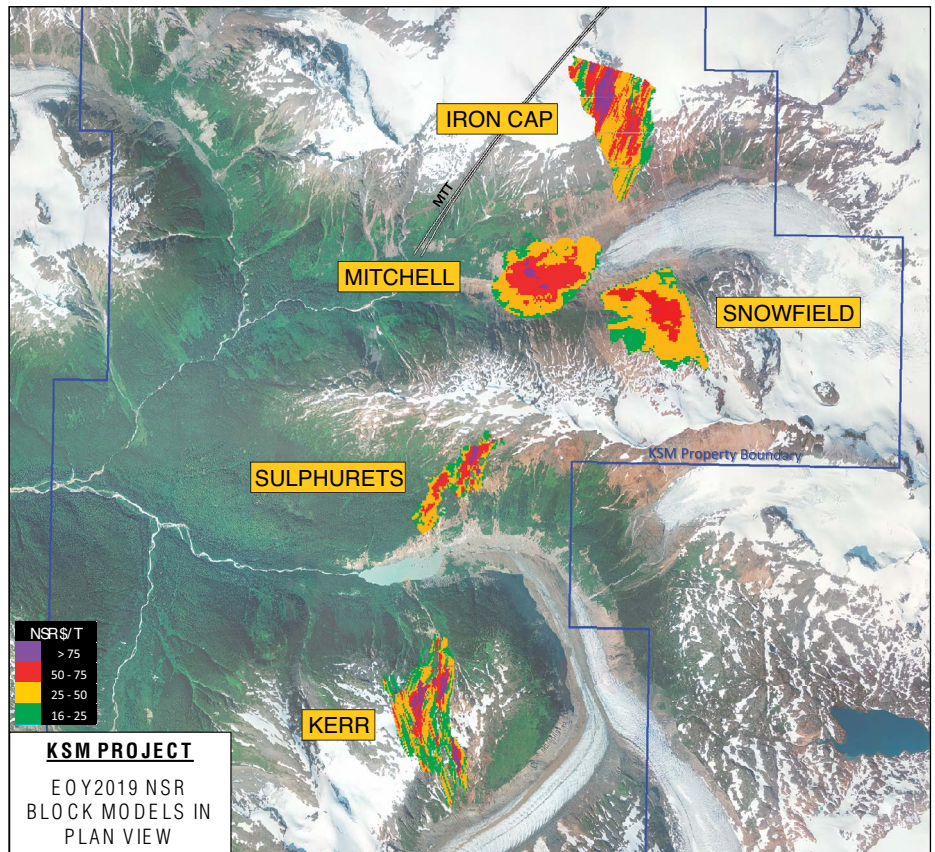 IRON CAP
MTT
MITCHELL
SNOWFIELD
KSM Property Boundary
SULPHURETS
NSR $/ T
> 75
50 - 75
25 - 50
16 - 25
KERR
KSM PROJECT
EOY2019 NSR
BLOCK MODELS IN
PLAN VIEW